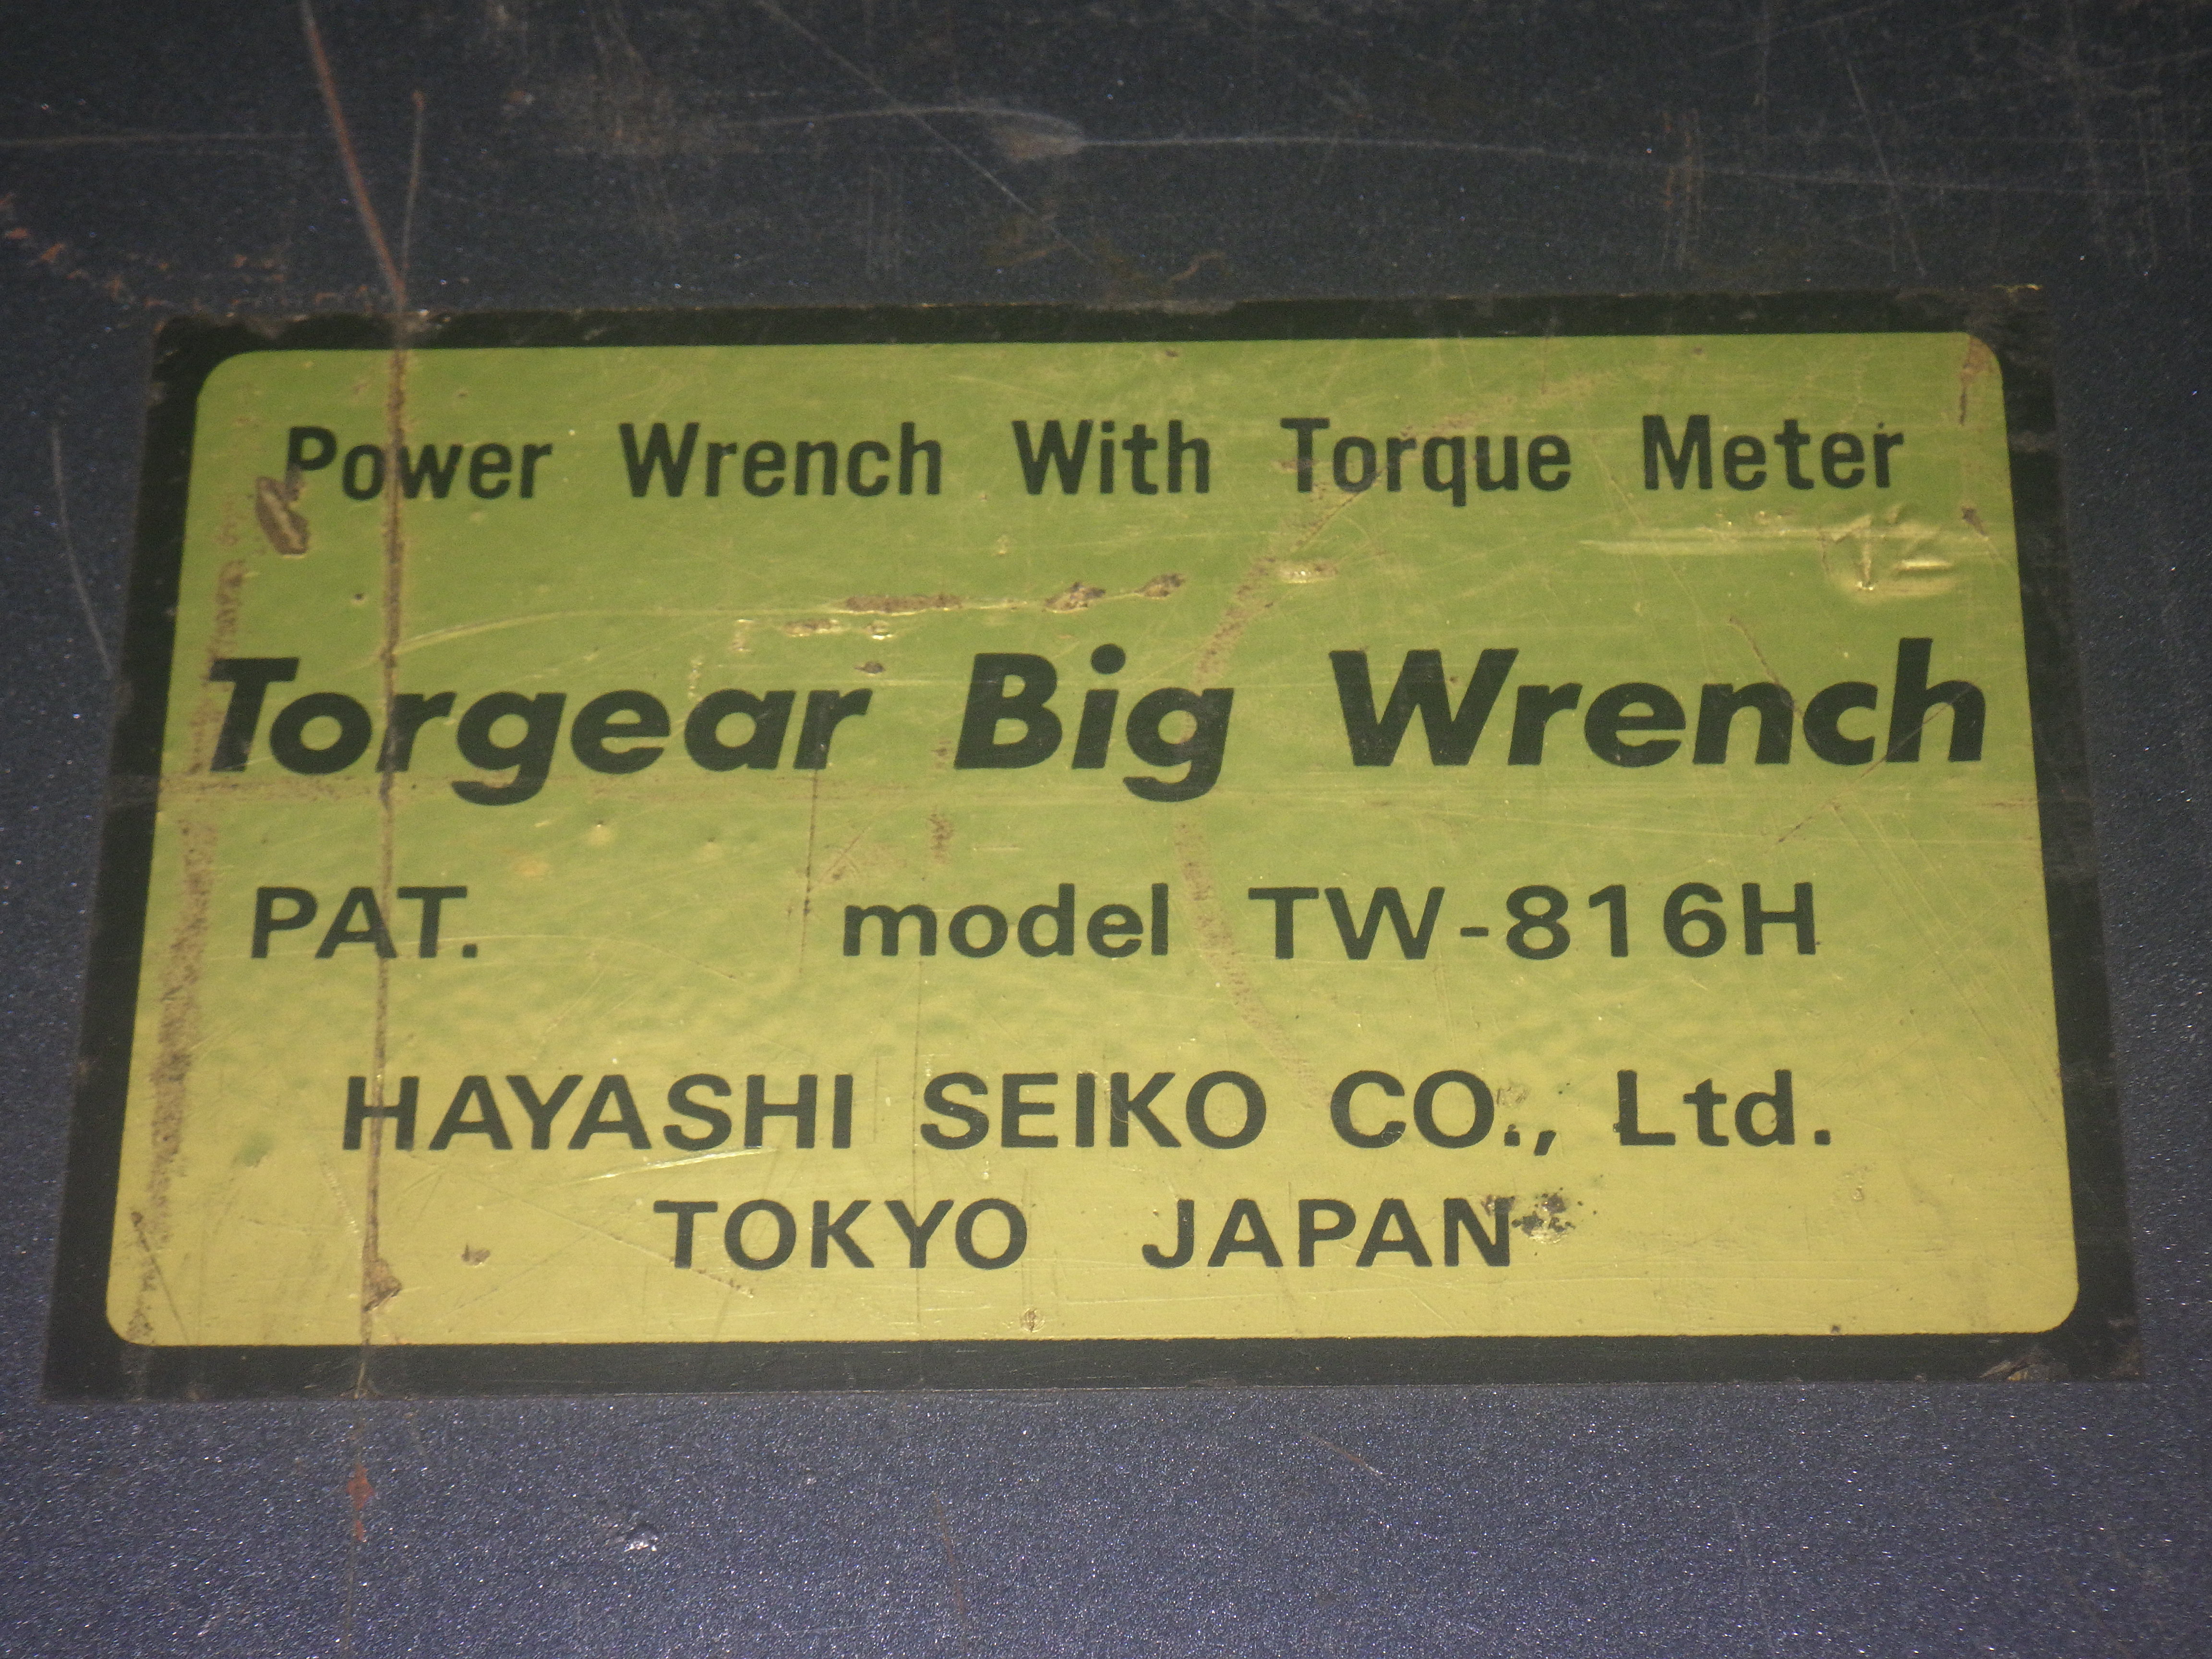 Power Wrench With Torque Meter
Torgear Big Wrench
PAT. model TW-816H
HAYASHI SEIKO CO., Ltd.
TOKYO JAPAN